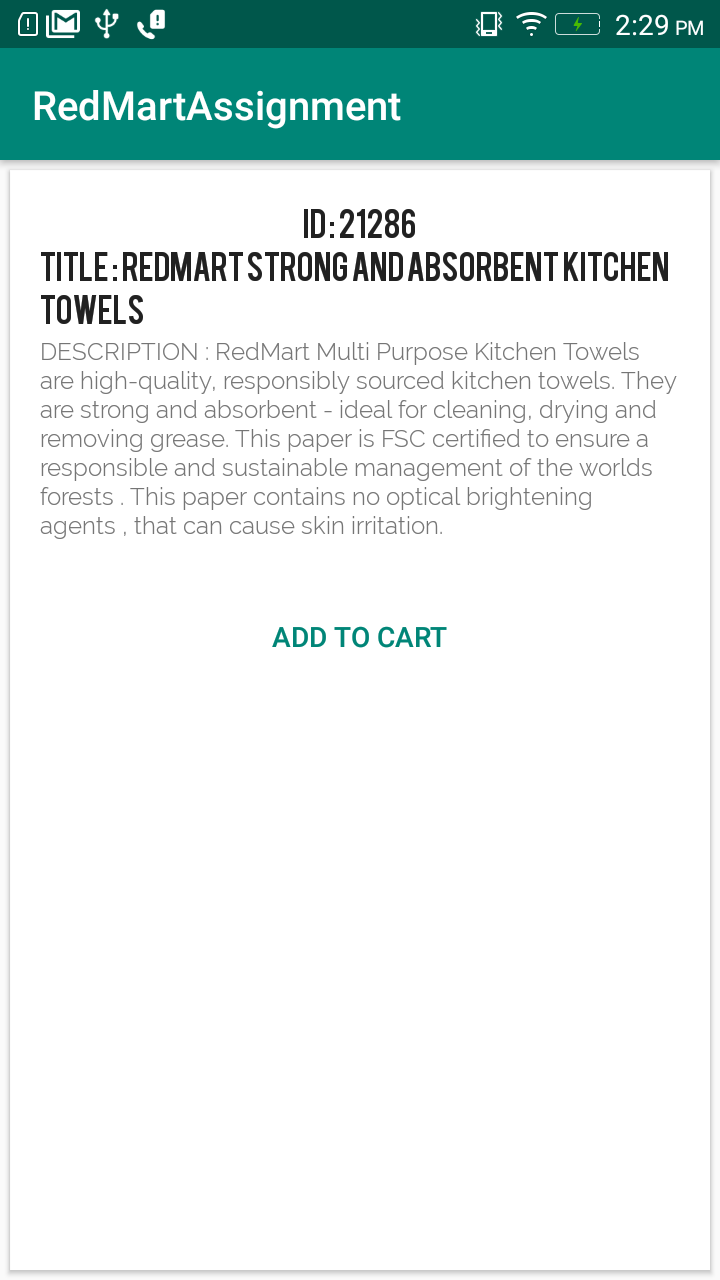 2:29 PM
RedMartAssignment
ID : 21286
TITLE : REDMART STRONG AND ABSORBENT KITCHEN
TOWELS
DESCRIPTION : RedMart Multi Purpose Kitchen Towels
are high-quality, responsibly sourced kitchen towels. They
are strong and absorbent - ideal for cleaning, drying and
removing grease. This paper is FSC certified to ensure a
responsible and sustainable management of the worlds
forests . This paper contains no optical brightening
agents , that can cause skin irritation.
ADD TO CART